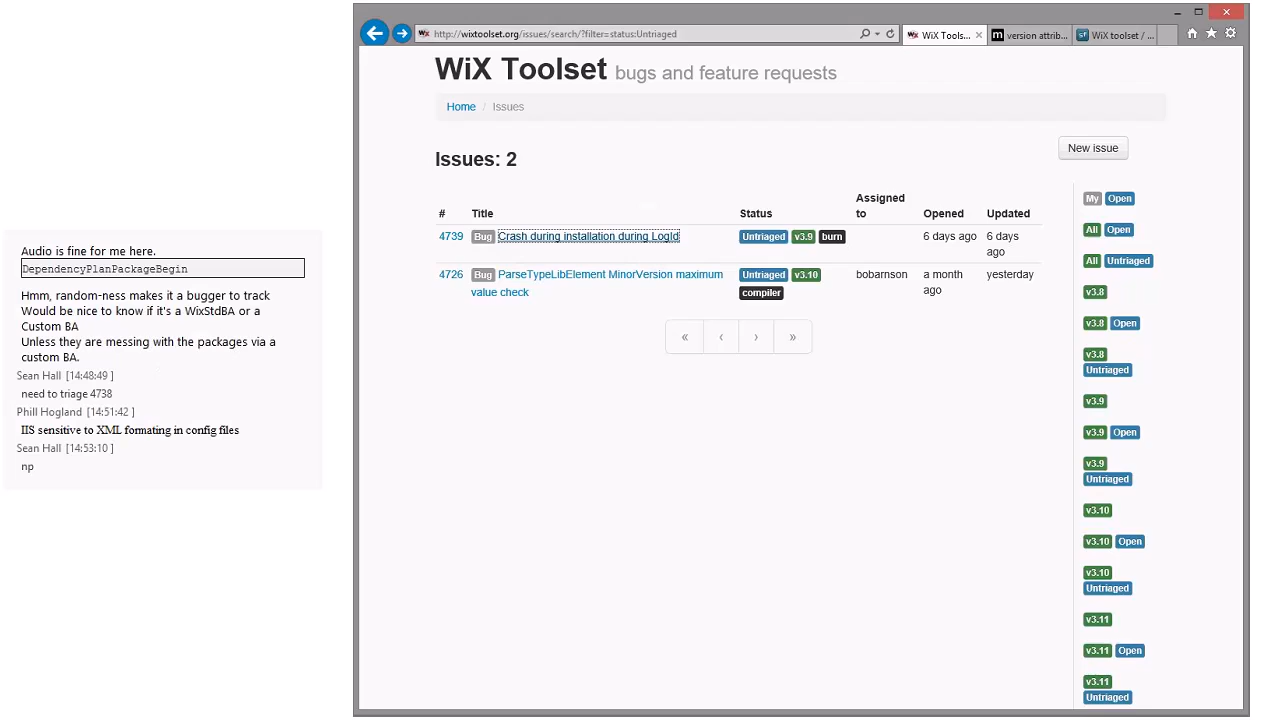 Audio is fine for me here.
DependencyPlanPackageBegin
Hmm, random-ness makes it a bugger to track
Would be nice to know if it's a WixStdBA or a
Custom BA
Unless they are messing with the packages via a
custom BA.
Sean Hall [14:48:49 ]
need to triage 4738
Phill Hogland [14:51:42 ]
IIS sensitive to XML formating in config files
Sean Hall [14:53:10 ]
np
http://wixtoolset.org/issues/search/?filter=status:Untriaged
WiX Tools...
version attrib...
WiX toolset / ...
WiX Toolset bugs and feature requests
Home / Issues
Issues: 2
New issue
# Title Status Assigned to Opened Updated
4739 Bug Crash during installation during LogId Untriaged v3.9 burn 6 days ago 6 days ago
4726 Bug ParseTypeLibElement MinorVersion maximum value check Untriaged v3.10 compiler bobarnson a month ago yesterday
« ‹ › »
My Open
All Open
All Untriaged
v3.8
v3.8 Open
v3.8
Untriaged
v3.9
v3.9 Open
v3.9
Untriaged
v3.10
v3.10 Open
v3.10
Untriaged
v3.11
v3.11 Open
v3.11
Untriaged